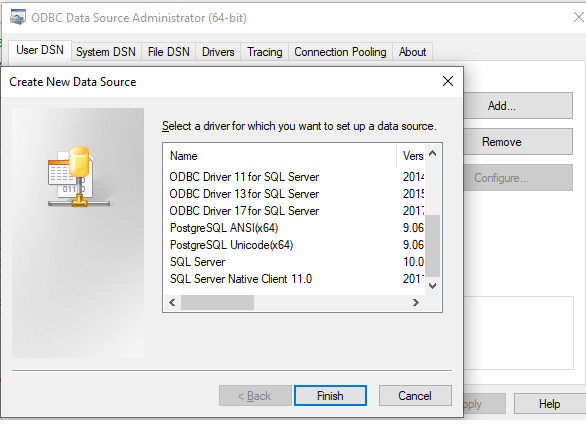 ODBC Data Source Administrator (64-bit)
User DSN System DSN File DSN Drivers Tracing Connection Pooling About
Create New Data Source
Select a driver for which you want to set up a data source.
Name Vers
ODBC Driver 11 for SQL Server 2014
ODBC Driver 13 for SQL Server 2015
ODBC Driver 17 for SQL Server 2017
PostgreSQL ANSI(x64) 9.06
PostgreSQL Unicode(x64) 9.06
SQL Server 10.0
SQL Server Native Client 11.0 2011
Add...
Remove
Configure...
< Back Finish Cancel
pply Help